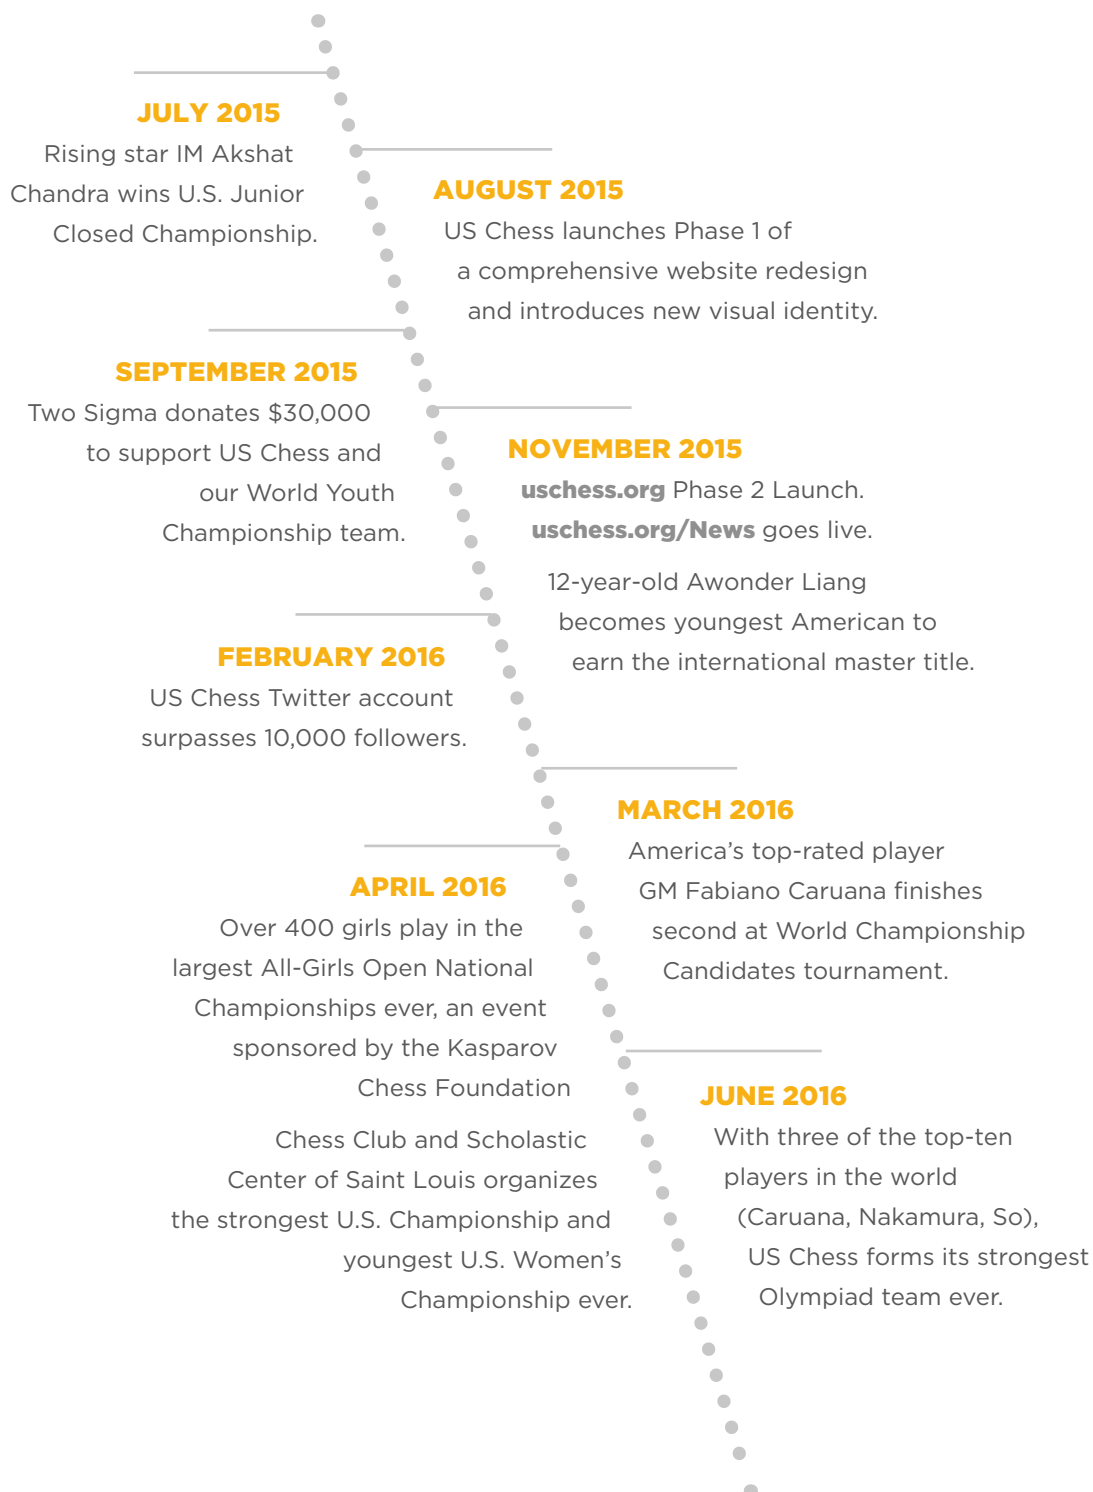 JULY 2015
Rising star IM Akshat
Chandra wins U.S. Junior
Closed Championship.
AUGUST 2015
US Chess launches Phase 1 of
a comprehensive website redesign
and introduces new visual identity.
SEPTEMBER 2015
Two Sigma donates $30,000
to support US Chess and
our World Youth
Championship team.
NOVEMBER 2015
uschess.org Phase 2 Launch.
uschess.org/News goes live.
12-year-old Awonder Liang
becomes youngest American to
earn the international master title.
FEBRUARY 2016
US Chess Twitter account
surpasses 10,000 followers.
MARCH 2016
America’s top-rated player
GM Fabiano Caruana finishes
second at World Championship
Candidates tournament.
APRIL 2016
Over 400 girls play in the
largest All-Girls Open National
Championships ever, an event
sponsored by the Kasparov
Chess Foundation
Chess Club and Scholastic
Center of Saint Louis organizes
the strongest U.S. Championship and
youngest U.S. Women’s
Championship ever.
JUNE 2016
With three of the top-ten
players in the world
(Caruana, Nakamura, So),
US Chess forms its strongest
Olympiad team ever.